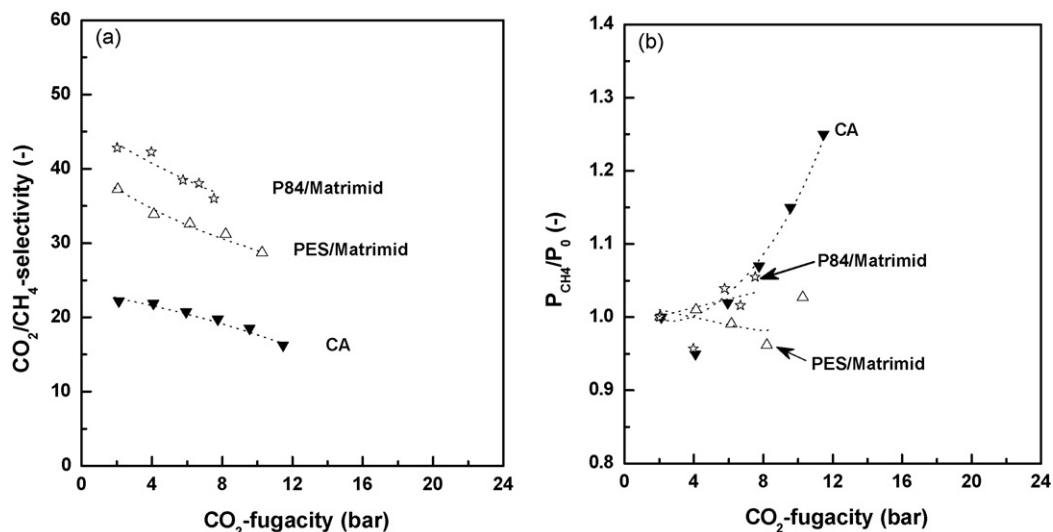 (a)
60
50
40
30
20
10
0
CO₂/CH₄-selectivity (-)
P84/Matrimid
PES/Matrimid
CA
0 4 8 12 16 20 24
CO₂-fugacity (bar)
(b)
1.4
1.3
1.2
1.1
1.0
0.9
0.8
P_CH4/P₀ (-)
CA
P84/Matrimid
PES/Matrimid
0 4 8 12 16 20 24
CO₂-fugacity (bar)